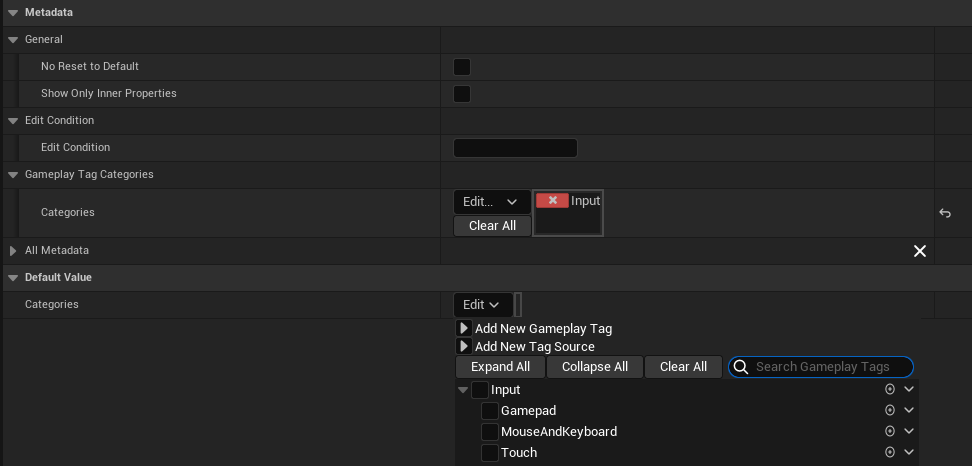 Metadata
General
No Reset to Default
Show Only Inner Properties
Edit Condition
Edit Condition
Gameplay Tag Categories
Categories
Edit...
Input
Clear All
All Metadata
Default Value
Categories
Edit
Add New Gameplay Tag
Add New Tag Source
Expand All Collapse All Clear All Search Gameplay Tags
Input
Gamepad
MouseAndKeyboard
Touch